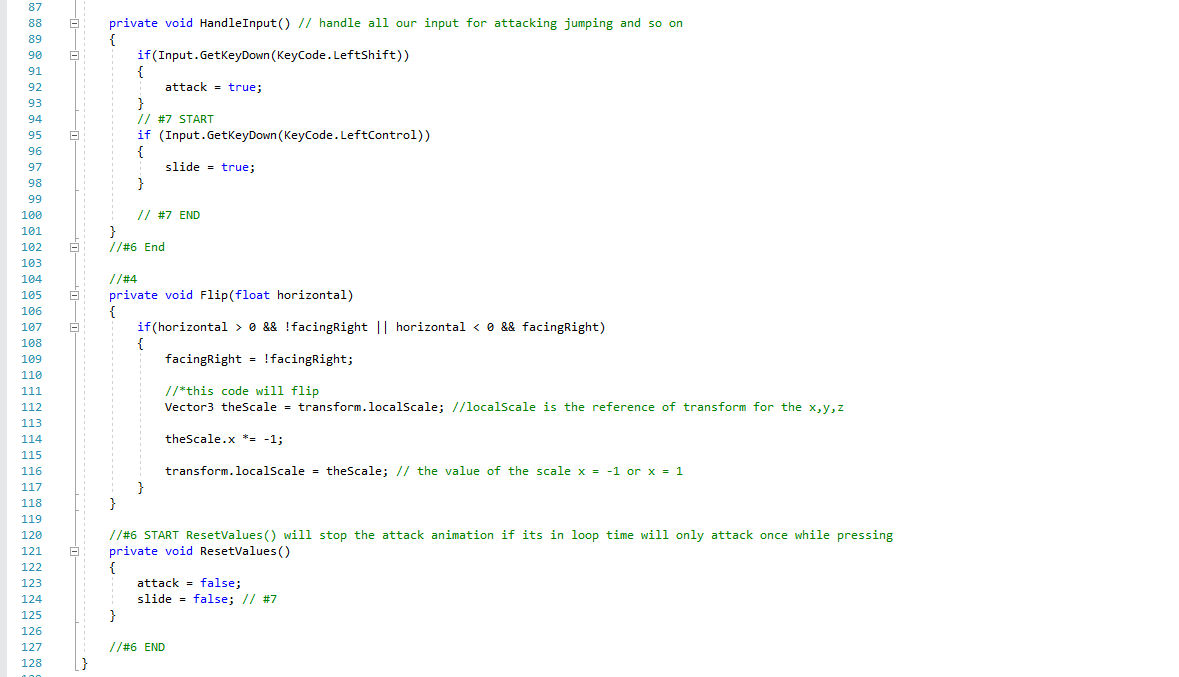 87
88 private void HandleInput() // handle all our input for attacking jumping and so on
89 {
90 if(Input.GetKeyDown(KeyCode.LeftShift))
91 {
92 attack = true;
93 }
94 // #7 START
95 if (Input.GetKeyDown(KeyCode.LeftControl))
96 {
97 slide = true;
98 }
99
100 // #7 END
101 }
102 //#6 End
103
104 //#4
105 private void Flip(float horizontal)
106 {
107 if(horizontal > 0 && !facingRight || horizontal < 0 && facingRight)
108 {
109 facingRight = !facingRight;
110
111 //*this code will flip
112 Vector3 theScale = transform.localScale; //localScale is the reference of transform for the x,y,z
113
114 theScale.x *= -1;
115
116 transform.localScale = theScale; // the value of the scale x = -1 or x = 1
117 }
118 }
119
120 //#6 START ResetValues() will stop the attack animation if its in loop time will only attack once while pressing
121 private void ResetValues()
122 {
123 attack = false;
124 slide = false; // #7
125 }
126
127 //#6 END
128 }